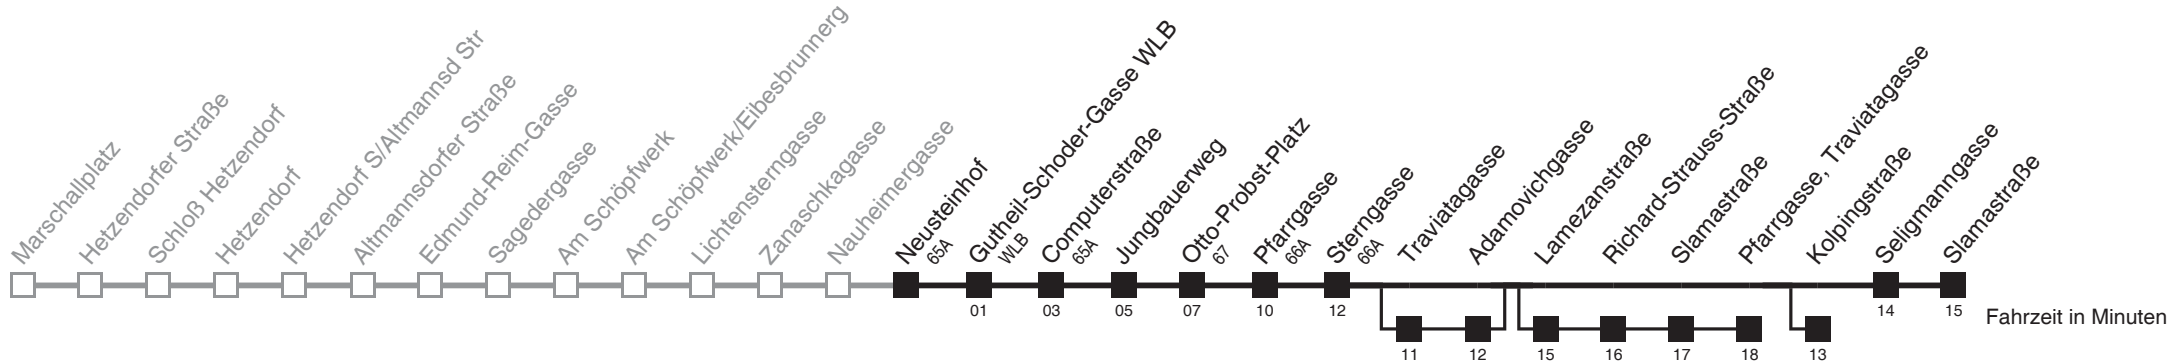 Marschallplatz
Hetzendorfer Straße
Schloß Hetzendorf
Hetzendorf
Hetzendorf S/Altmannsd Str
Altmannsdorfer Straße
Edmund-Reim-Gasse
Sagedergasse
Am Schöpfwerk
Am Schöpfwerk/Eibesbrunnerg
Lichtensterngasse
Zanaschkagasse
Nauheimergasse
Neusteinhof
65A
Gutheil-Schoder-Gasse WLB
WLB
Computerstraße
65A
Jungbauerweg
Otto-Probst-Platz
67
Pfarrgasse
66A
Sterngasse
66A
Traviatagasse
Adamovichgasse
Lamezanstraße
Richard-Strauss-Straße
Slamastraße
Pfarrgasse, Traviatagasse
Kolpingstraße
Seligmanngasse
Slamastraße
01 03 05 07 10 12 14 15
Fahrzeit in Minuten
11 12 15 16 17 18 13